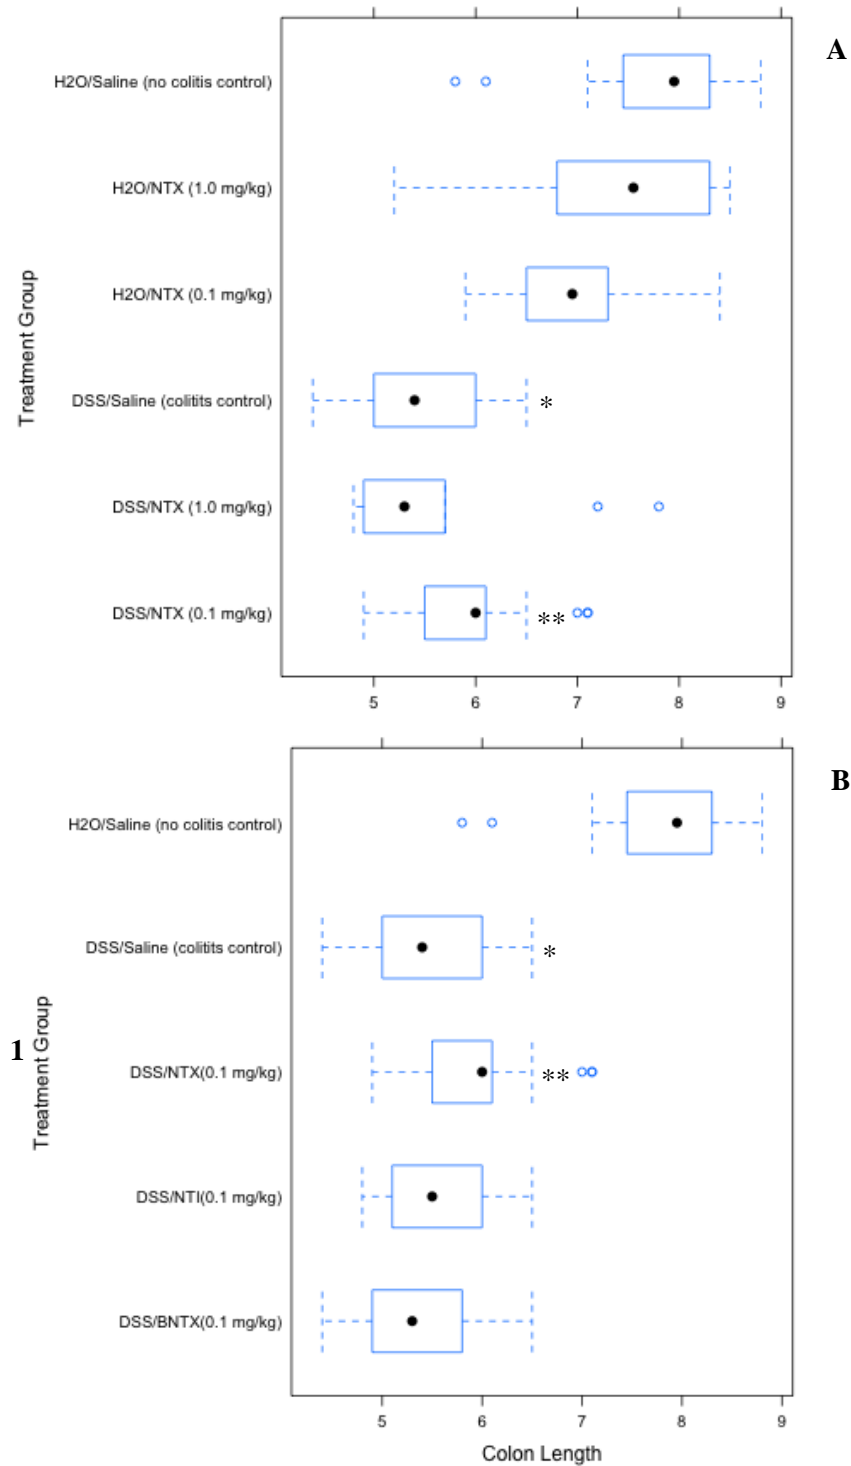 A
H2O/Saline (no colitis control)
H2O/NTX (1.0 mg/kg)
H2O/NTX (0.1 mg/kg)
DSS/Saline (colitits control)
*
DSS/NTX (1.0 mg/kg)
DSS/NTX (0.1 mg/kg)
**
Treatment Group
5 6 7 8 9
B
H2O/Saline (no colitis control)
DSS/Saline (colitits control)
*
1
DSS/NTX(0.1 mg/kg)
**
DSS/NTI(0.1 mg/kg)
DSS/BNTX(0.1 mg/kg)
Treatment Group
5 6 7 8 9
Colon Length